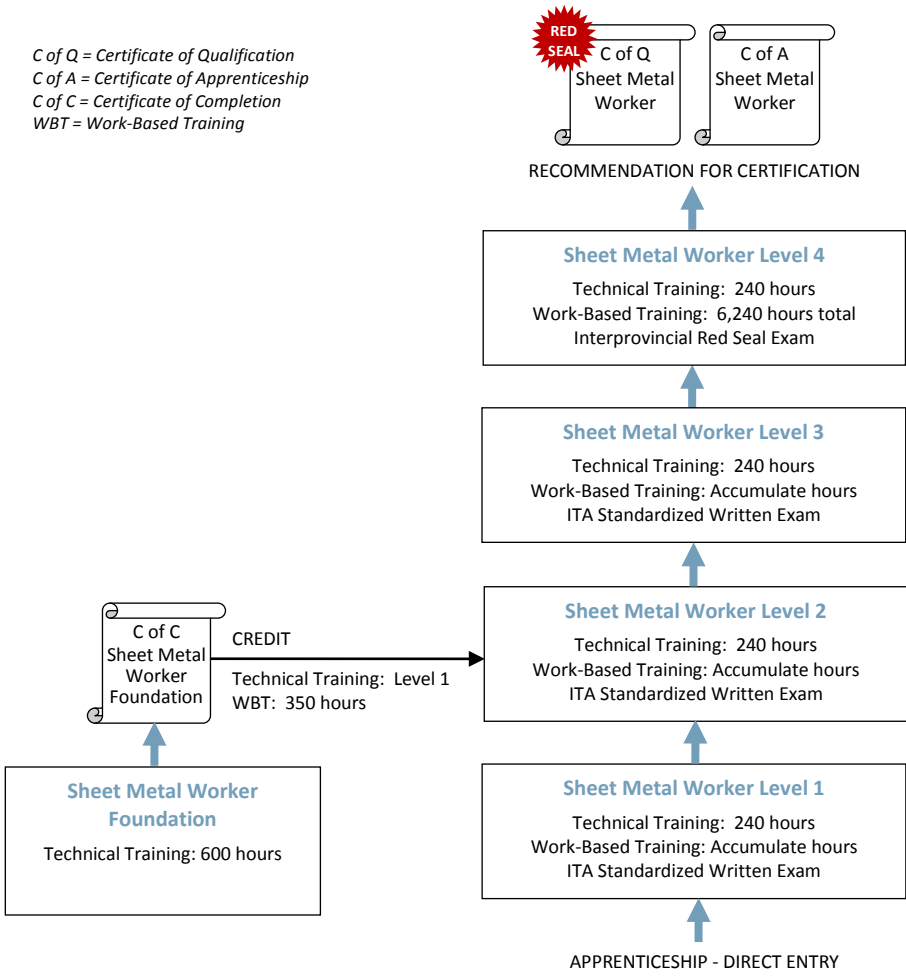 C of Q = Certificate of Qualification
C of A = Certificate of Apprenticeship
C of C = Certificate of Completion
WBT = Work-Based Training
RED
SEAL
C of Q
Sheet Metal
Worker
C of A
Sheet Metal
Worker
RECOMMENDATION FOR CERTIFICATION
Sheet Metal Worker Level 4
Technical Training: 240 hours
Work-Based Training: 6,240 hours total
Interprovincial Red Seal Exam
Sheet Metal Worker Level 3
Technical Training: 240 hours
Work-Based Training: Accumulate hours
ITA Standardized Written Exam
Sheet Metal Worker Level 2
Technical Training: 240 hours
Work-Based Training: Accumulate hours
ITA Standardized Written Exam
C of C
Sheet Metal
Worker
Foundation
CREDIT
Technical Training: Level 1
WBT: 350 hours
Sheet Metal Worker
Foundation
Technical Training: 600 hours
Sheet Metal Worker Level 1
Technical Training: 240 hours
Work-Based Training: Accumulate hours
ITA Standardized Written Exam
APPRENTICESHIP - DIRECT ENTRY